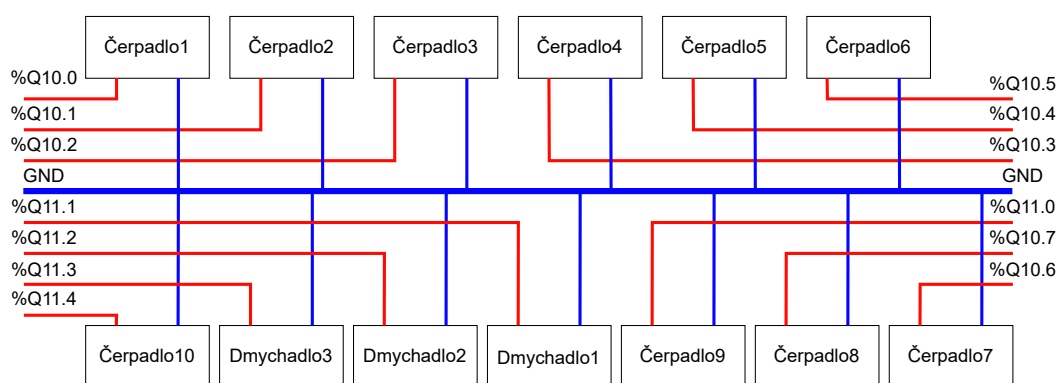 Čerpadlo1 Čerpadlo2 Čerpadlo3 Čerpadlo4 Čerpadlo5 Čerpadlo6
%Q10.0 %Q10.5
%Q10.1 %Q10.4
%Q10.2 %Q10.3
GND GND
%Q11.1 %Q11.0
%Q11.2 %Q10.7
%Q11.3 %Q10.6
%Q11.4
Čerpadlo10 Dmychadlo3 Dmychadlo2 Dmychadlo1 Čerpadlo9 Čerpadlo8 Čerpadlo7